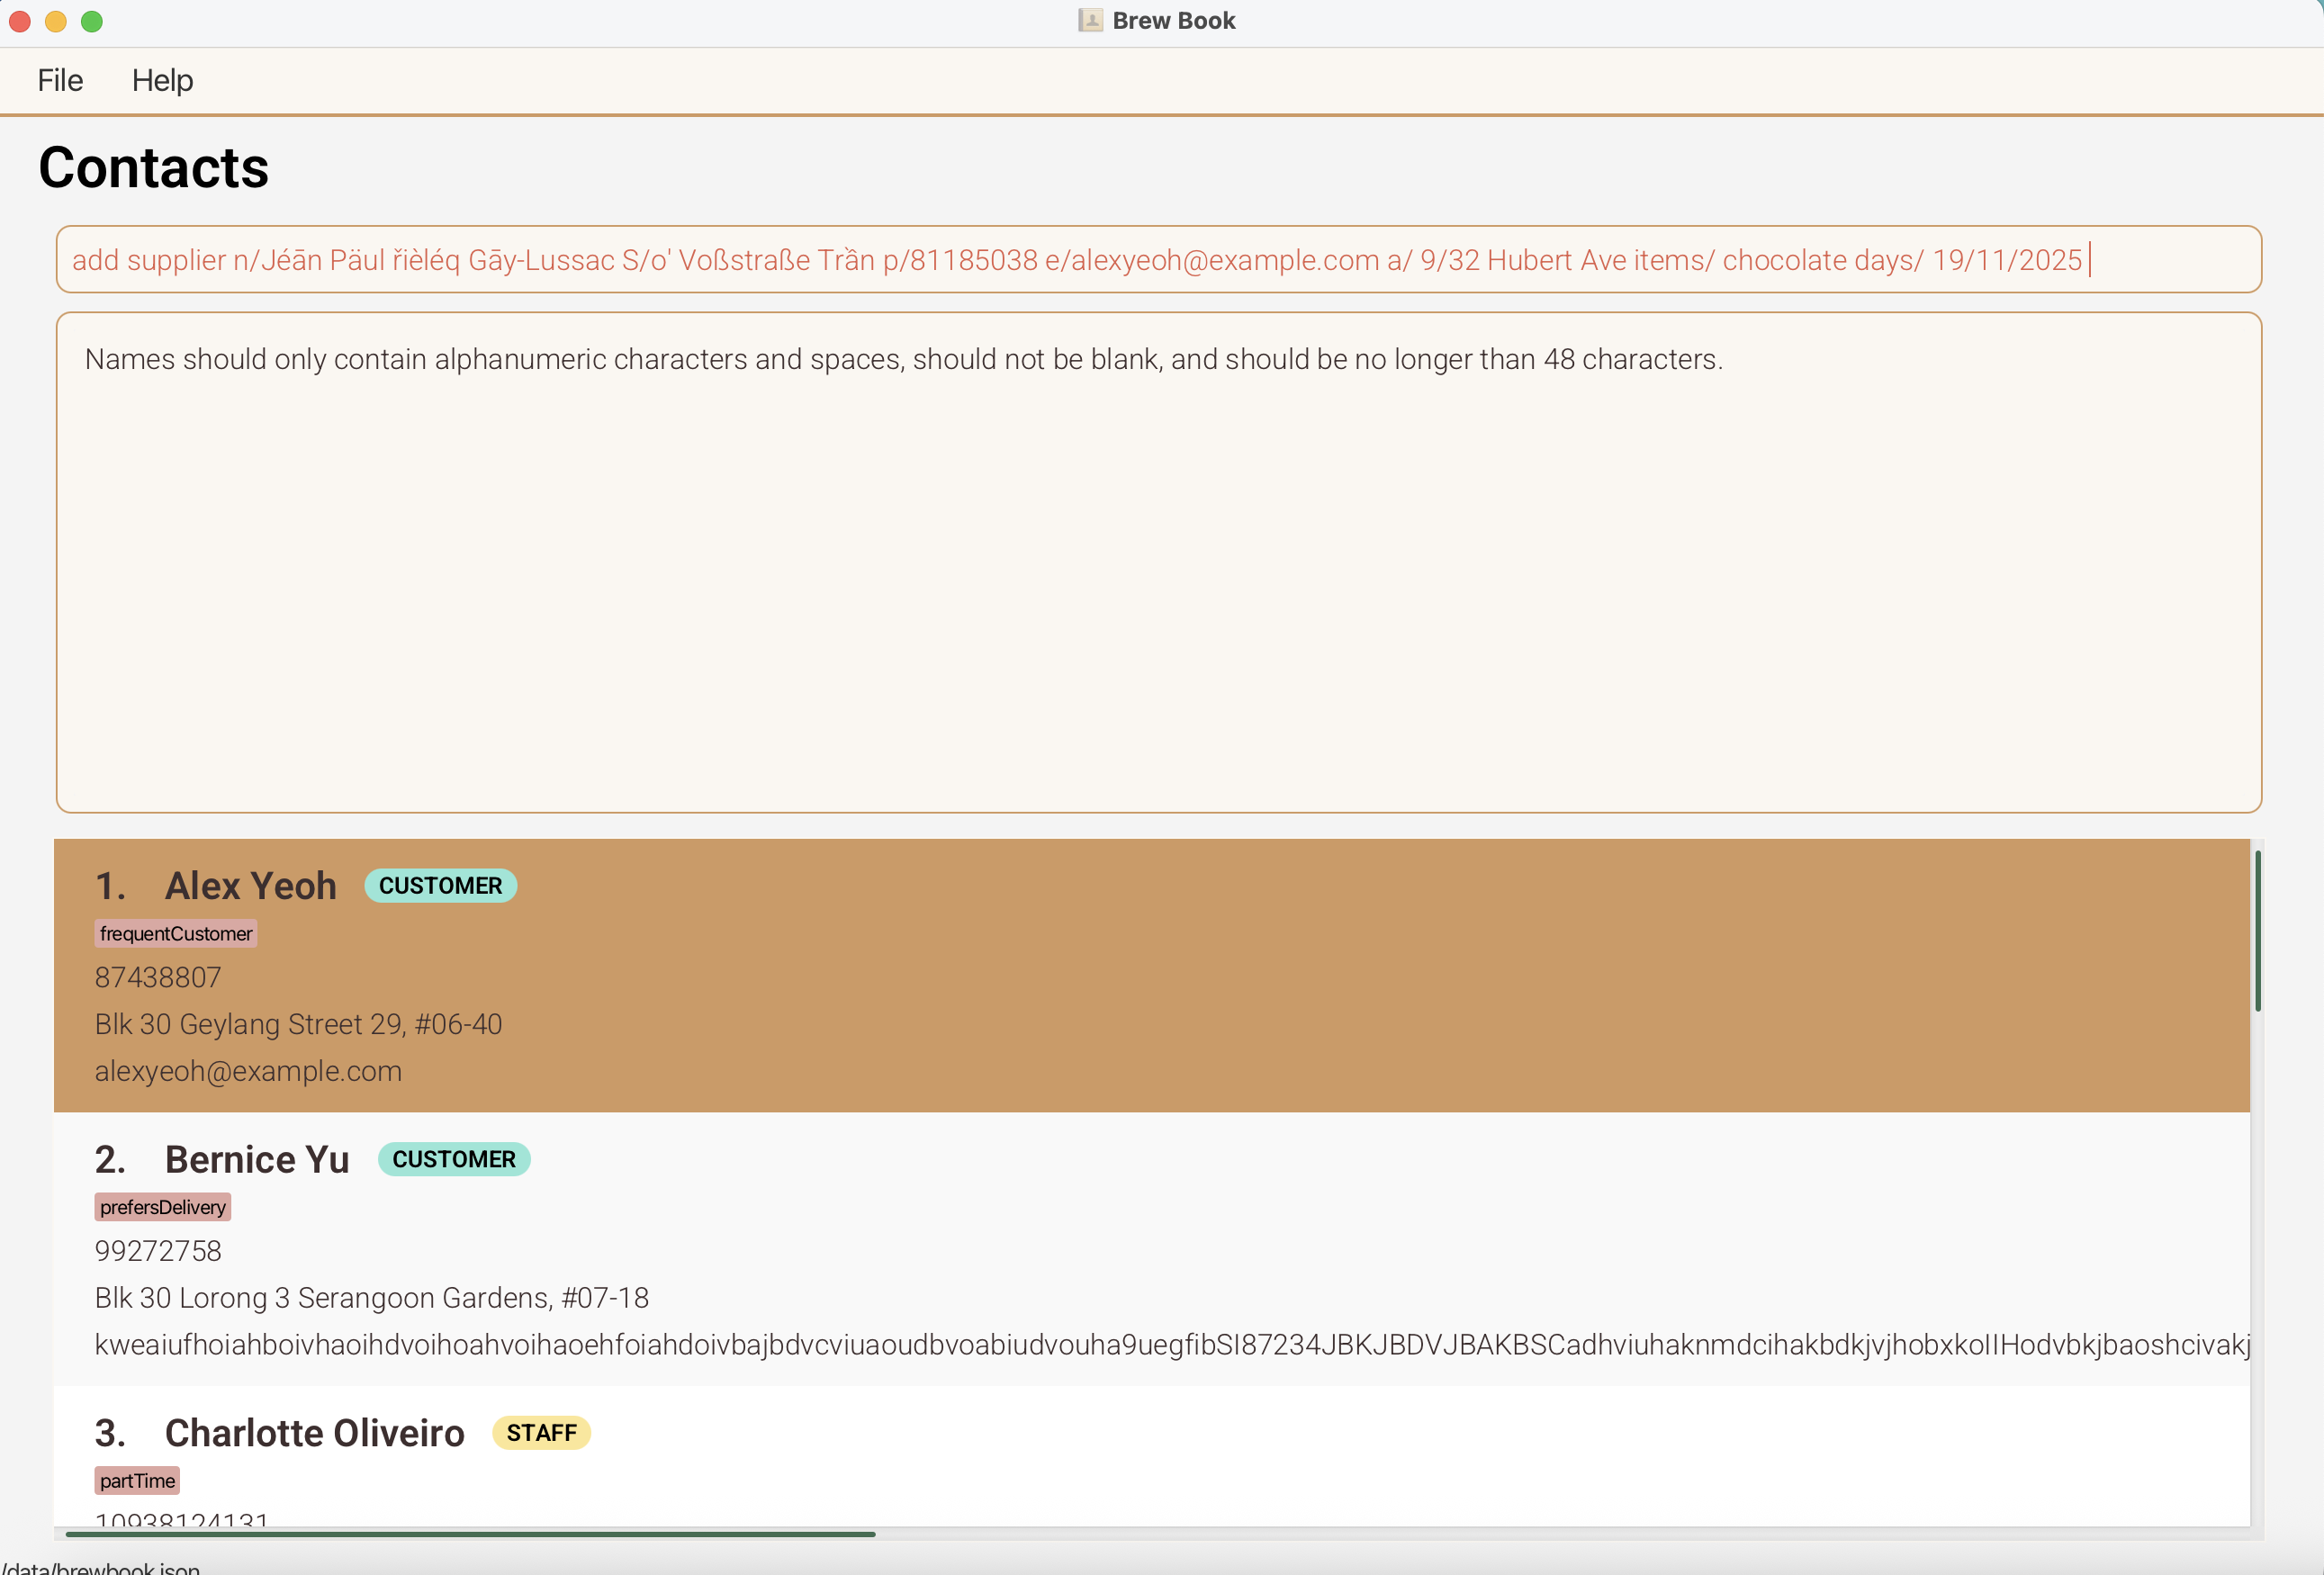 Brew Book
File Help
Contacts
add supplier n/Jéān Päul řièléq Gāy-Lussac S/o' Voßstraße Trần p/81185038 e/alexyeoh@example.com a/ 9/32 Hubert Ave items/ chocolate days/ 19/11/2025
Names should only contain alphanumeric characters and spaces, should not be blank, and should be no longer than 48 characters.
1. Alex Yeoh CUSTOMER
frequentCustomer
87438807
Blk 30 Geylang Street 29, #06-40
alexyeoh@example.com
2. Bernice Yu CUSTOMER
prefersDelivery
99272758
Blk 30 Lorong 3 Serangoon Gardens, #07-18
kweaiufhoiahboivhaoihdvoihoahvoihaoehfoiahdoivbajbdvcviuaoudbvoabiudvouha9uegfibSI87234JBKJBDVJBAKBSCadhviuhaknmdcihakbdkjvjhobxkoIIHodvbkjbaoshcivakj
3. Charlotte Oliveiro STAFF
partTime
10938124131
/data/brewbook.json